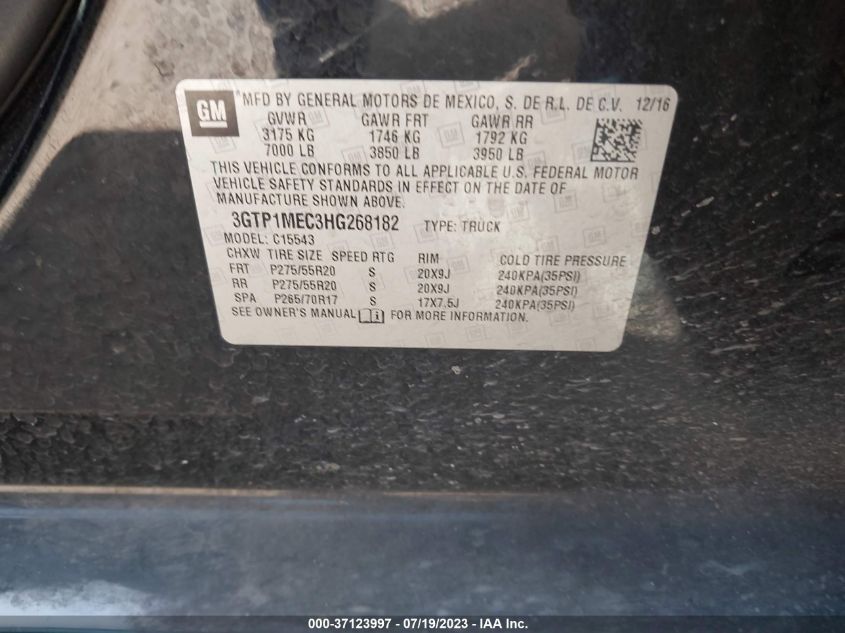 GM
MFD BY GENERAL MOTORS DE MEXICO, S. DE R.L. DE C.V. 12/16
GVWR GAWR FRT GAWR RR
3175 KG 1746 KG 1792 KG
7000 LB 3850 LB 3950 LB
THIS VEHICLE CONFORMS TO ALL APPLICABLE U.S. FEDERAL MOTOR
VEHICLE SAFETY STANDARDS IN EFFECT ON THE DATE OF
MANUFACTURE SHOWN ABOVE.
3GTP1MEC3HG268182 TYPE: TRUCK
MODEL: C15543
CHXW TIRE SIZE SPEED RTG RIM COLD TIRE PRESSURE
FRT P275/55R20 S 20X9J 240KPA(35PSI)
RR P275/55R20 S 20X9J 240KPA(35PSI)
SPA P265/70R17 S 17X7.5J 240KPA(35PSI)
SEE OWNER'S MANUAL FOR MORE INFORMATION.
000-37123997 - 07/19/2023 - IAA Inc.